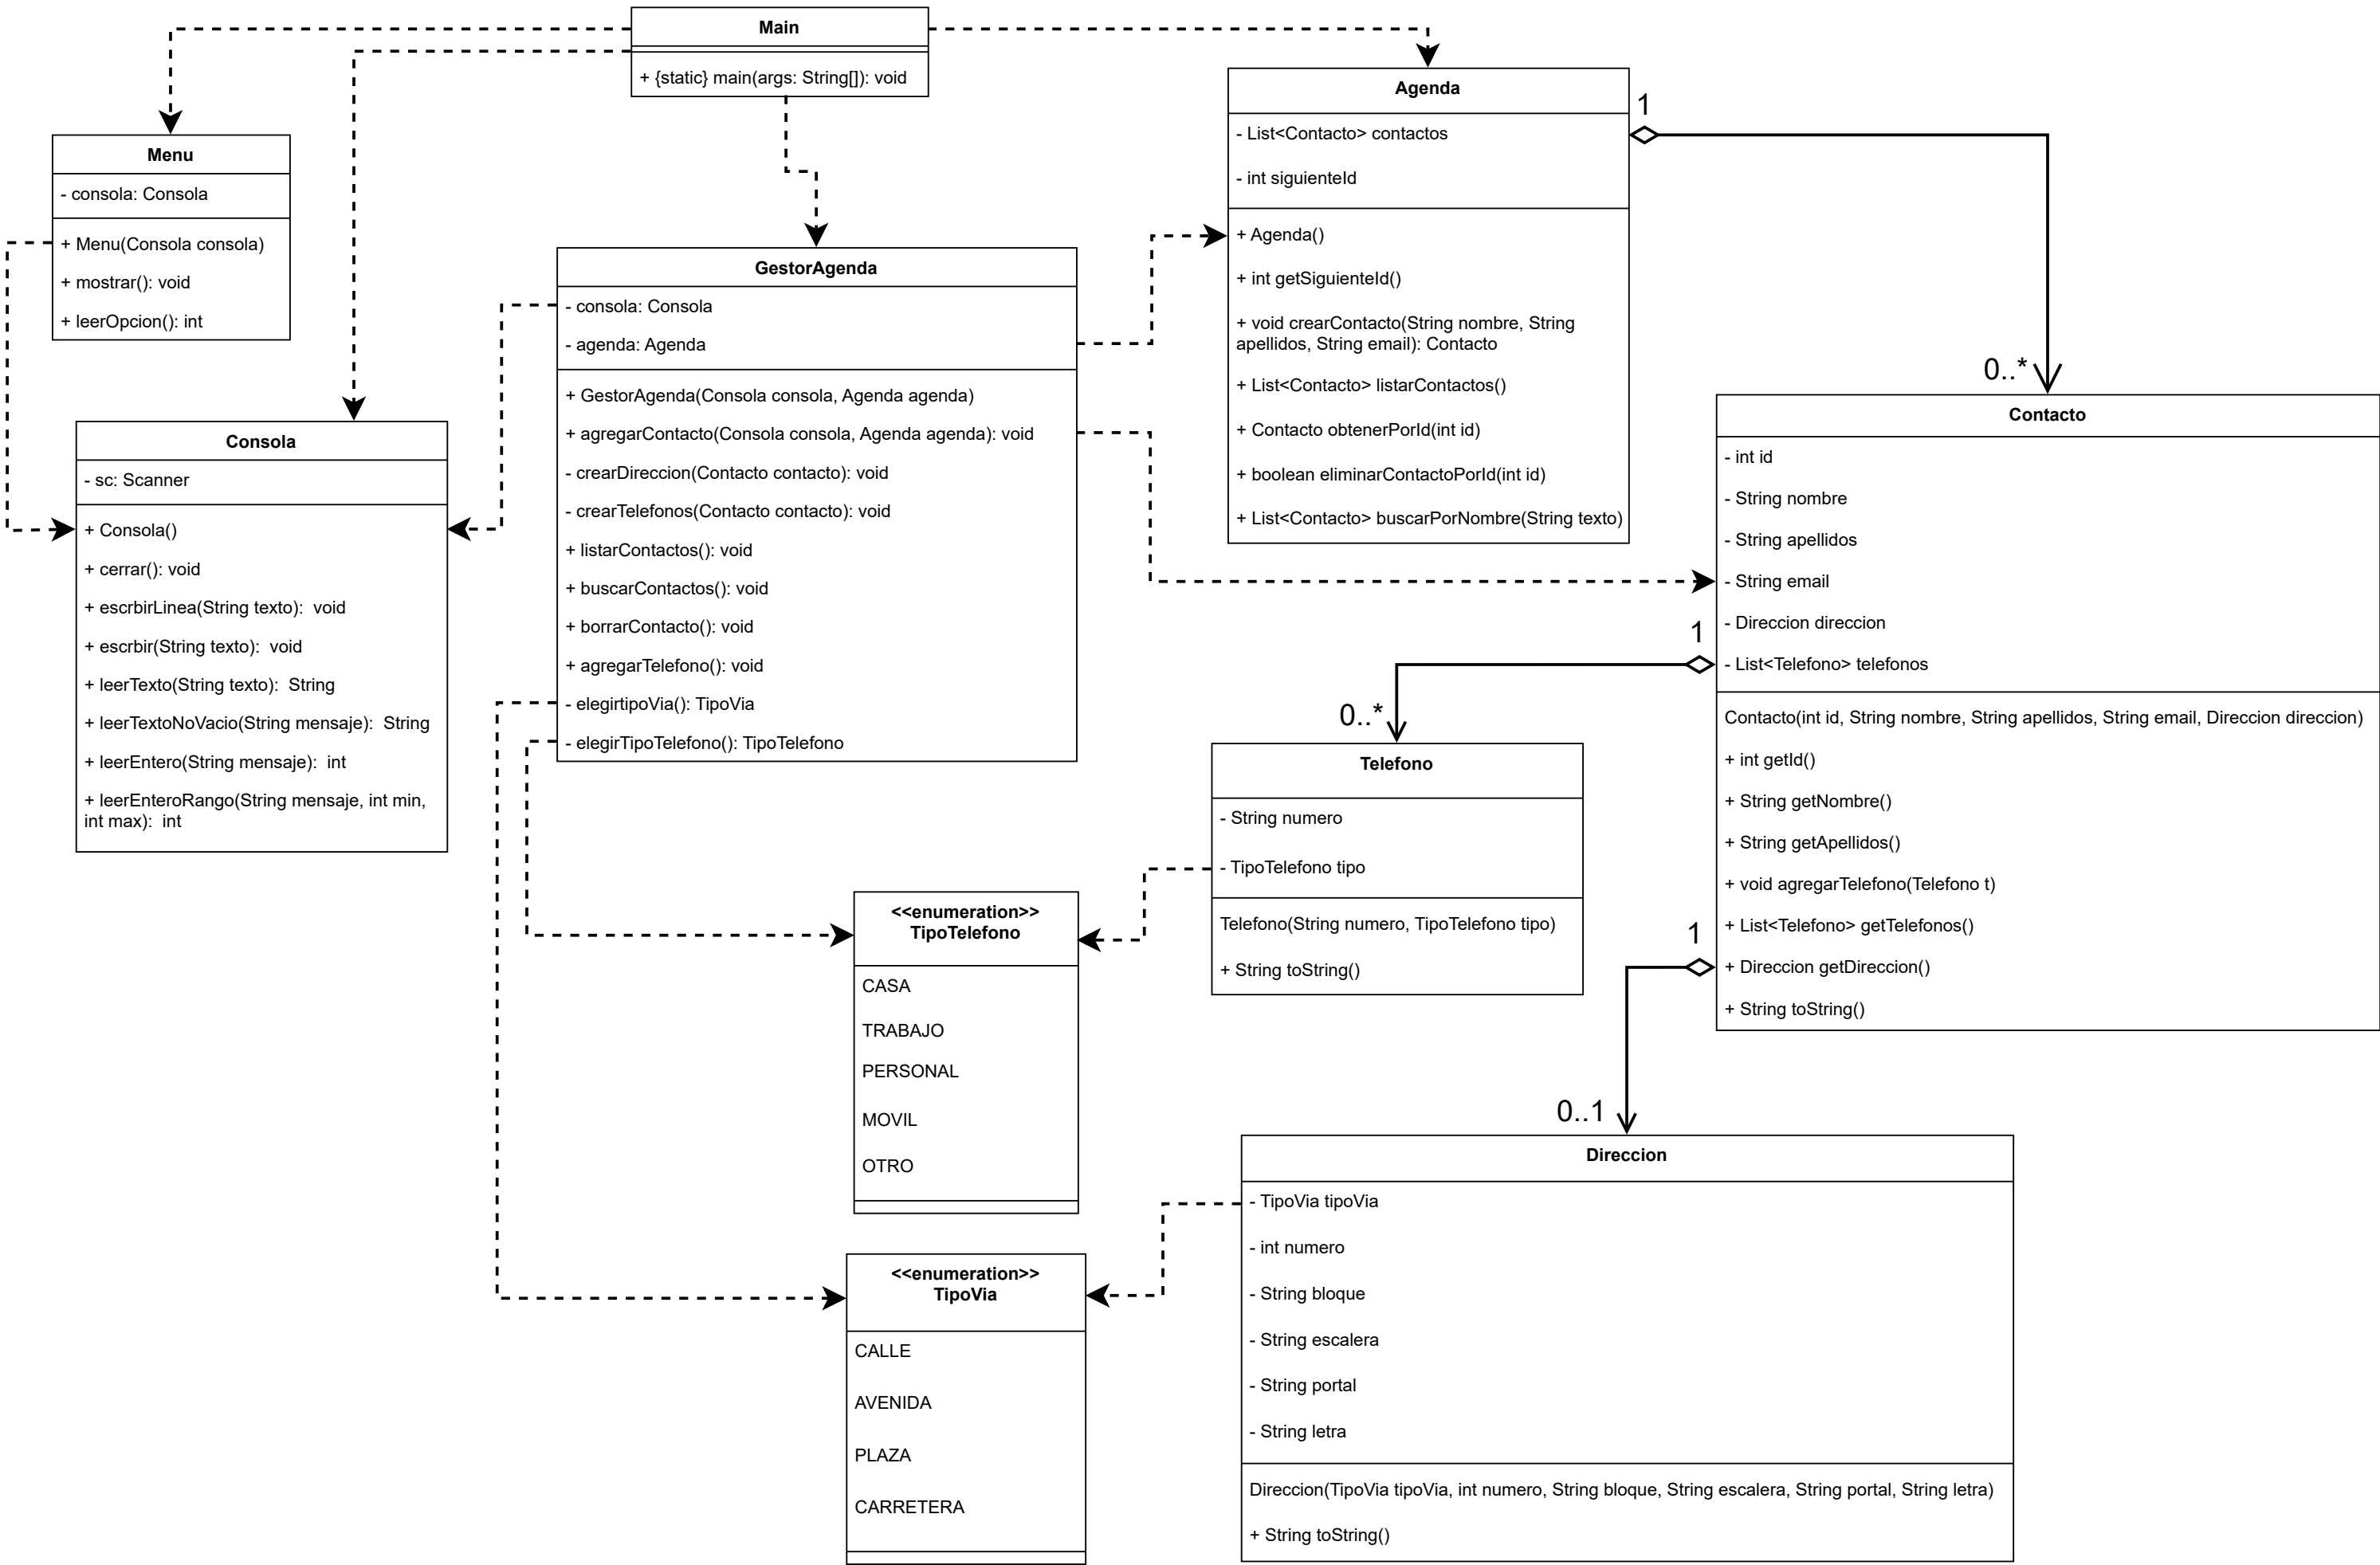 Main
+ {static} main(args: String[]): void
Menu
- consola: Consola
+ Menu(Consola consola)
+ mostrar(): void
+ leerOpcion(): int
Consola
- sc: Scanner
+ Consola()
+ cerrar(): void
+ escrbirLinea(String texto):  void
+ escrbir(String texto):  void
+ leerTexto(String texto):  String
+ leerTextoNoVacio(String mensaje):  String
+ leerEntero(String mensaje):  int
+ leerEnteroRango(String mensaje, int min,
int max):  int
GestorAgenda
- consola: Consola
- agenda: Agenda
+ GestorAgenda(Consola consola, Agenda agenda)
+ agregarContacto(Consola consola, Agenda agenda): void
- crearDireccion(Contacto contacto): void
- crearTelefonos(Contacto contacto): void
+ listarContactos(): void
+ buscarContactos(): void
+ borrarContacto(): void
+ agregarTelefono(): void
- elegirtipoVia(): TipoVia
- elegirTipoTelefono(): TipoTelefono
Agenda
- List<Contacto> contactos
- int siguienteId
+ Agenda()
+ int getSiguienteId()
+ void crearContacto(String nombre, String
apellidos, String email): Contacto
+ List<Contacto> listarContactos()
+ Contacto obtenerPorId(int id)
+ boolean eliminarContactoPorId(int id)
+ List<Contacto> buscarPorNombre(String texto)
1
0..*
Contacto
- int id
- String nombre
- String apellidos
- String email
- Direccion direccion
- List<Telefono> telefonos
Contacto(int id, String nombre, String apellidos, String email, Direccion direccion)
+ int getId()
+ String getNombre()
+ String getApellidos()
+ void agregarTelefono(Telefono t)
+ List<Telefono> getTelefonos()
+ Direccion getDireccion()
+ String toString()
1
0..*
Telefono
- String numero
- TipoTelefono tipo
Telefono(String numero, TipoTelefono tipo)
+ String toString()
<<enumeration>>
TipoTelefono
CASA
TRABAJO
PERSONAL
MOVIL
OTRO
1
0..1
<<enumeration>>
TipoVia
CALLE
AVENIDA
PLAZA
CARRETERA
Direccion
- TipoVia tipoVia
- int numero
- String bloque
- String escalera
- String portal
- String letra
Direccion(TipoVia tipoVia, int numero, String bloque, String escalera, String portal, String letra)
+ String toString()